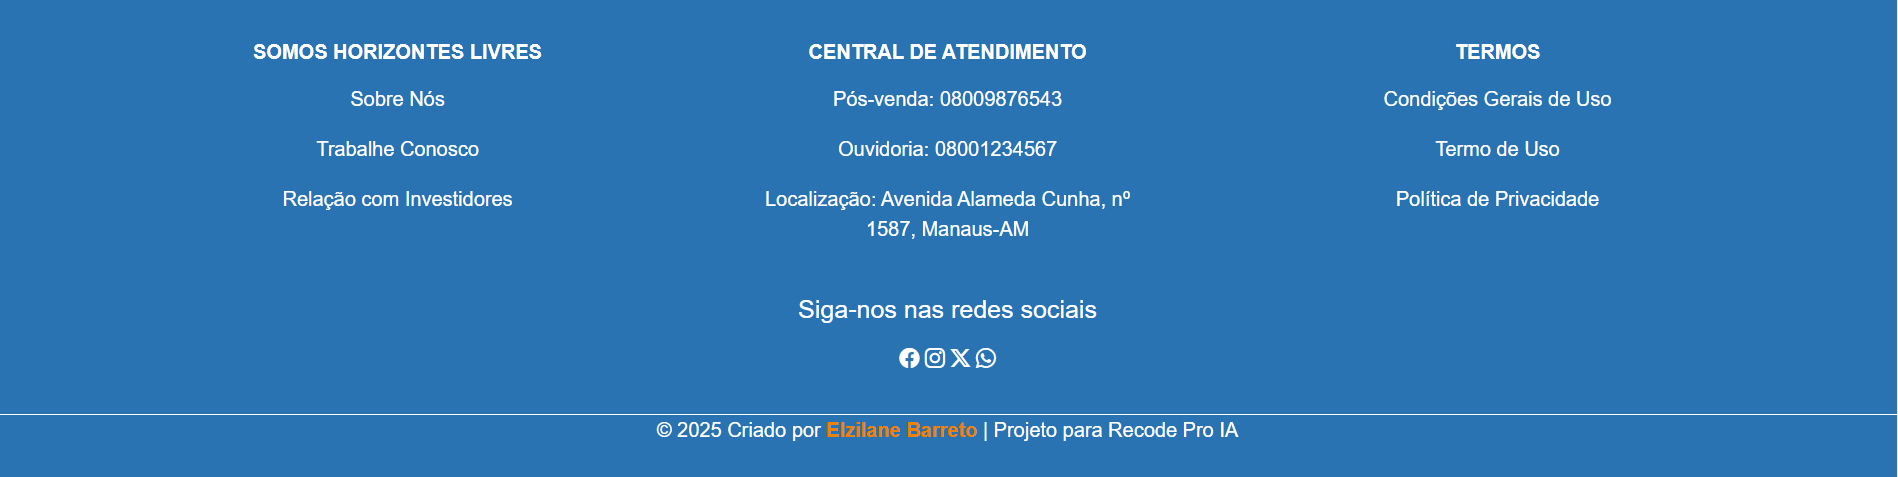 SOMOS HORIZONTES LIVRES
Sobre Nós
Trabalhe Conosco
Relação com Investidores
CENTRAL DE ATENDIMENTO
Pós-venda: 08009876543
Ouvidoria: 08001234567
Localização: Avenida Alameda Cunha, nº
1587, Manaus-AM
TERMOS
Condições Gerais de Uso
Termo de Uso
Política de Privacidade
Siga-nos nas redes sociais
© 2025 Criado por Elzilane Barreto | Projeto para Recode Pro IA